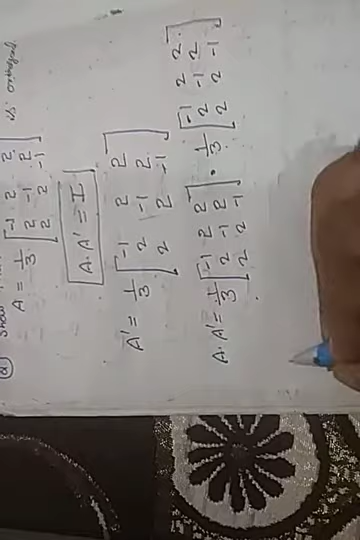 Q Show
A = 1/3 [-1 2 2
2 -1 2
2 2 -1] is
A.A' = I
A' = 1/3 [-1 2 2
2 -1 2
2 2 -1]
A.A' = 1/3 [-1 2 2
2 -1 2
2 2 -1] . 1/3 [-1 2 2
2 -1 2
2 2 -1]